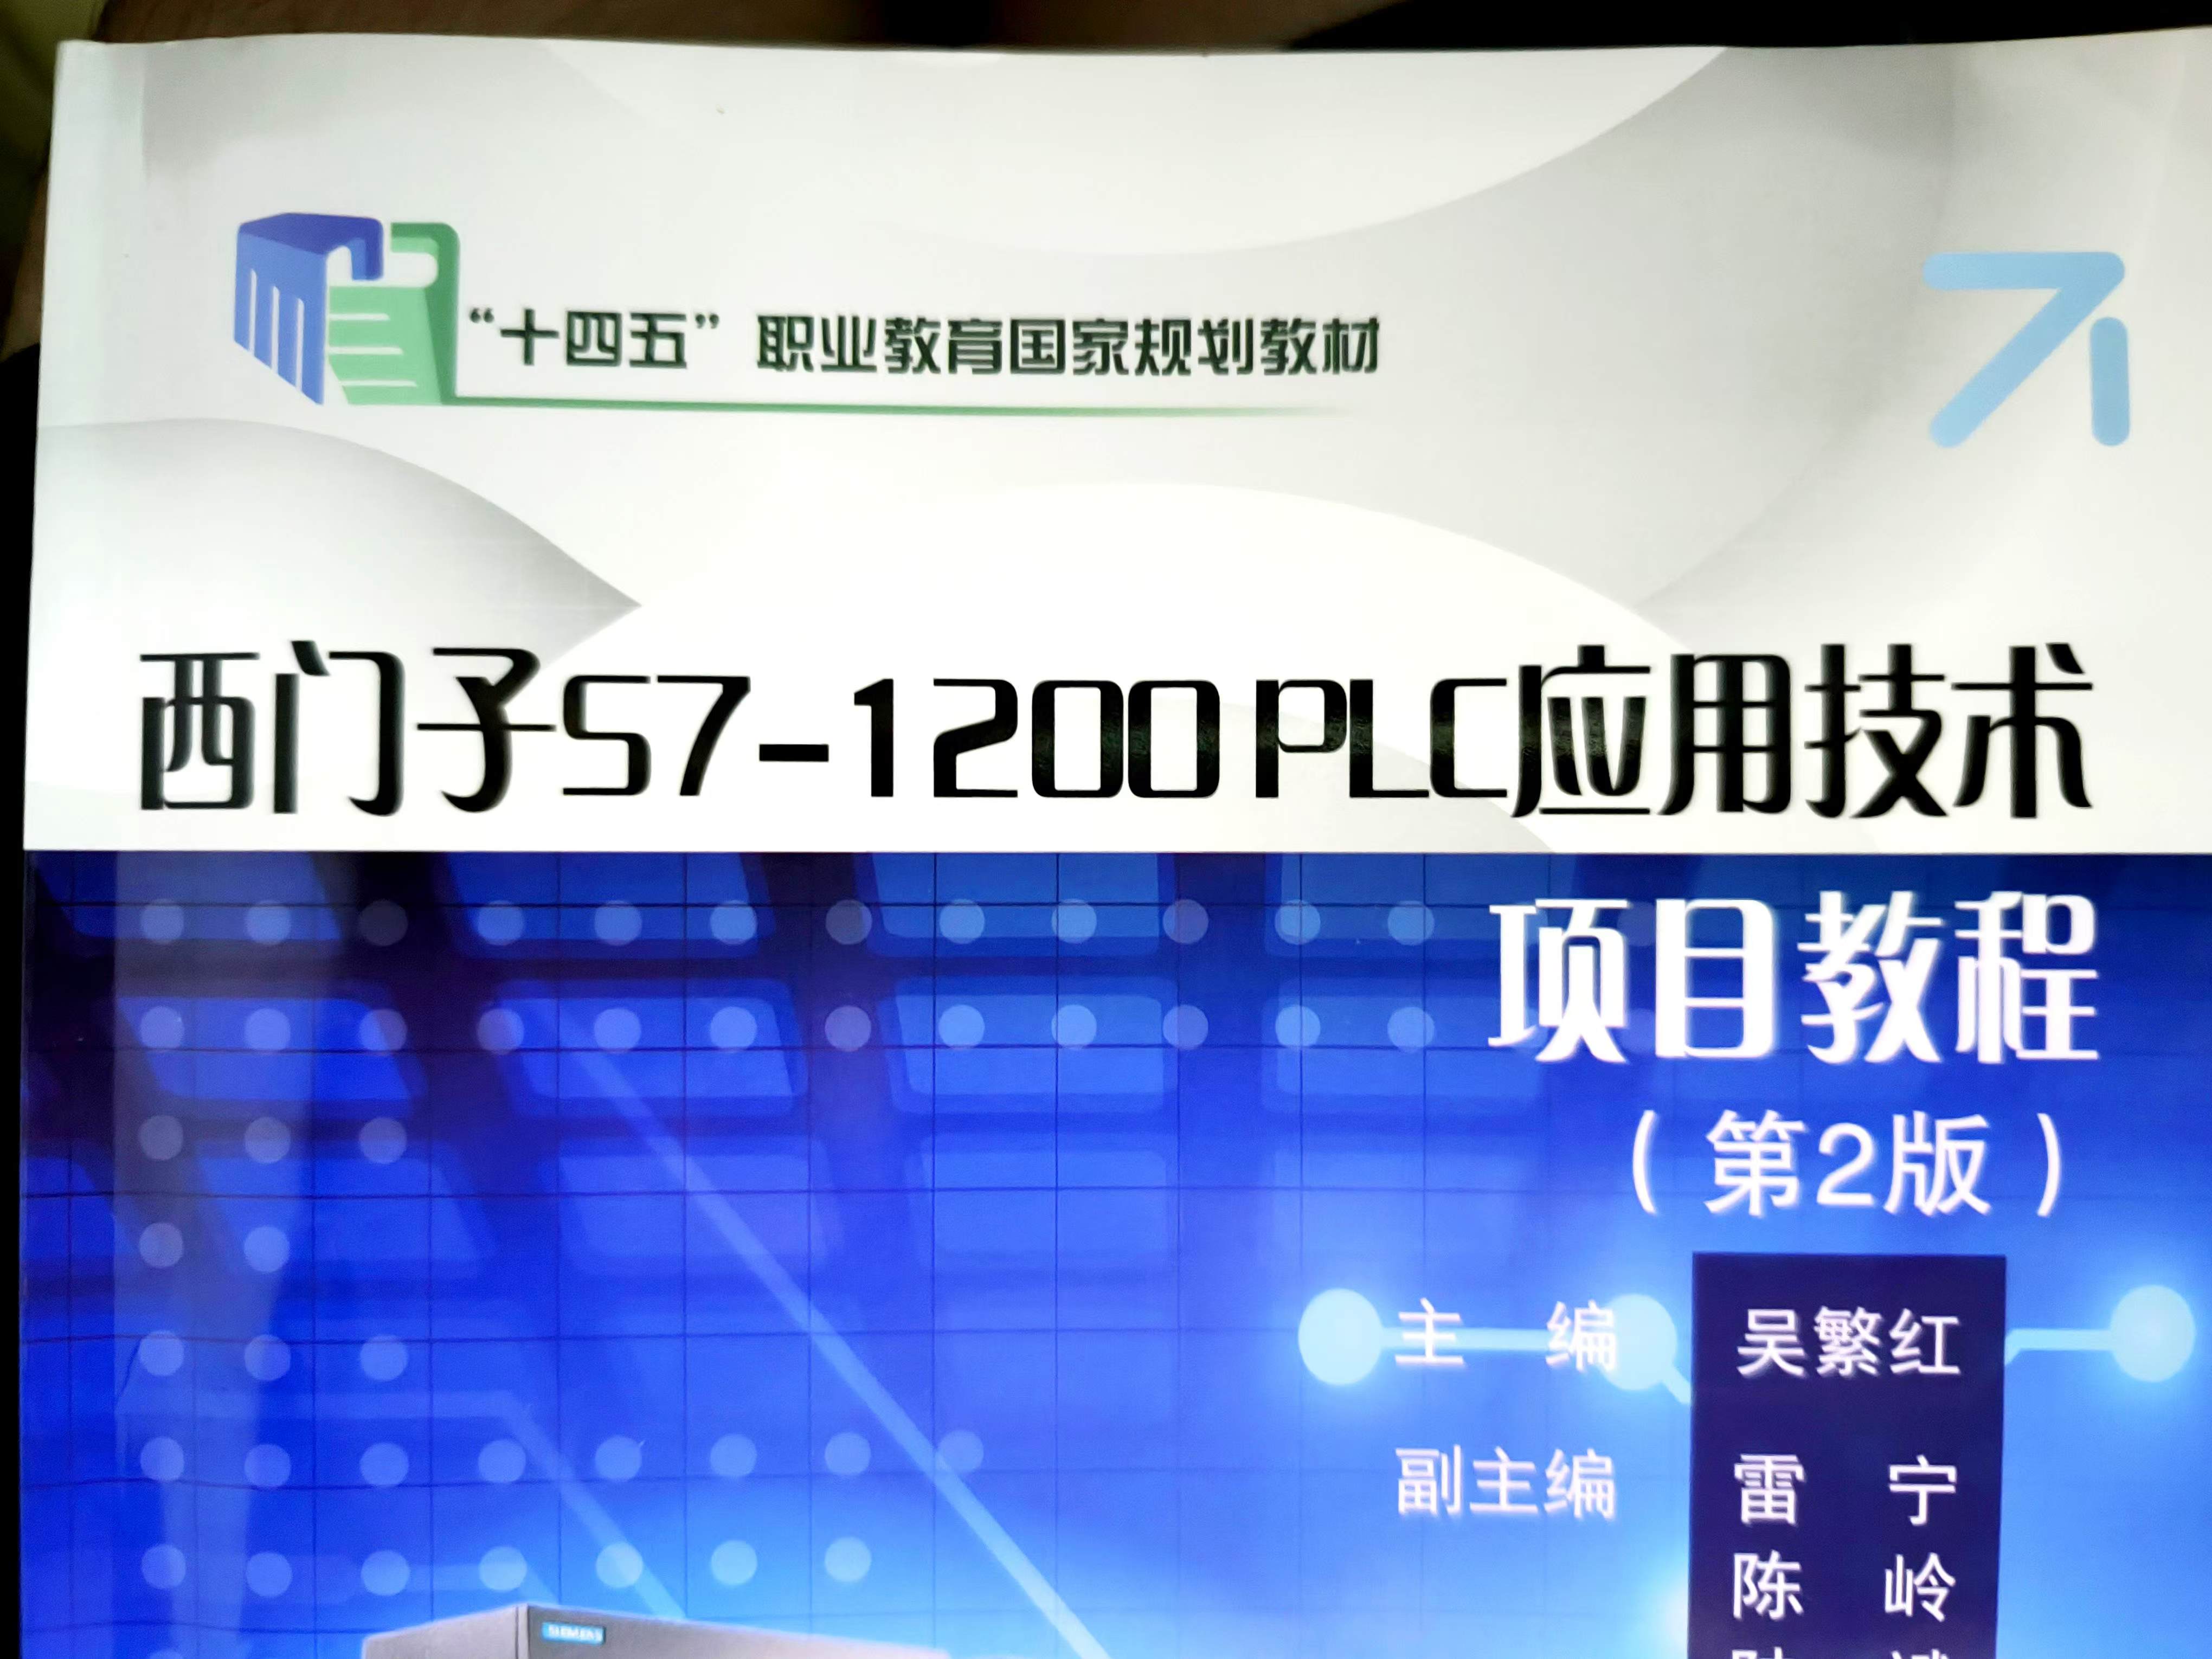 “十四五”职业教育国家规划教材
西门子S7-1200 PLC应用技术
项目教程
（第2版）
主 编 吴繁红
副主编 雷 宁
陈 岭
SIEMENS